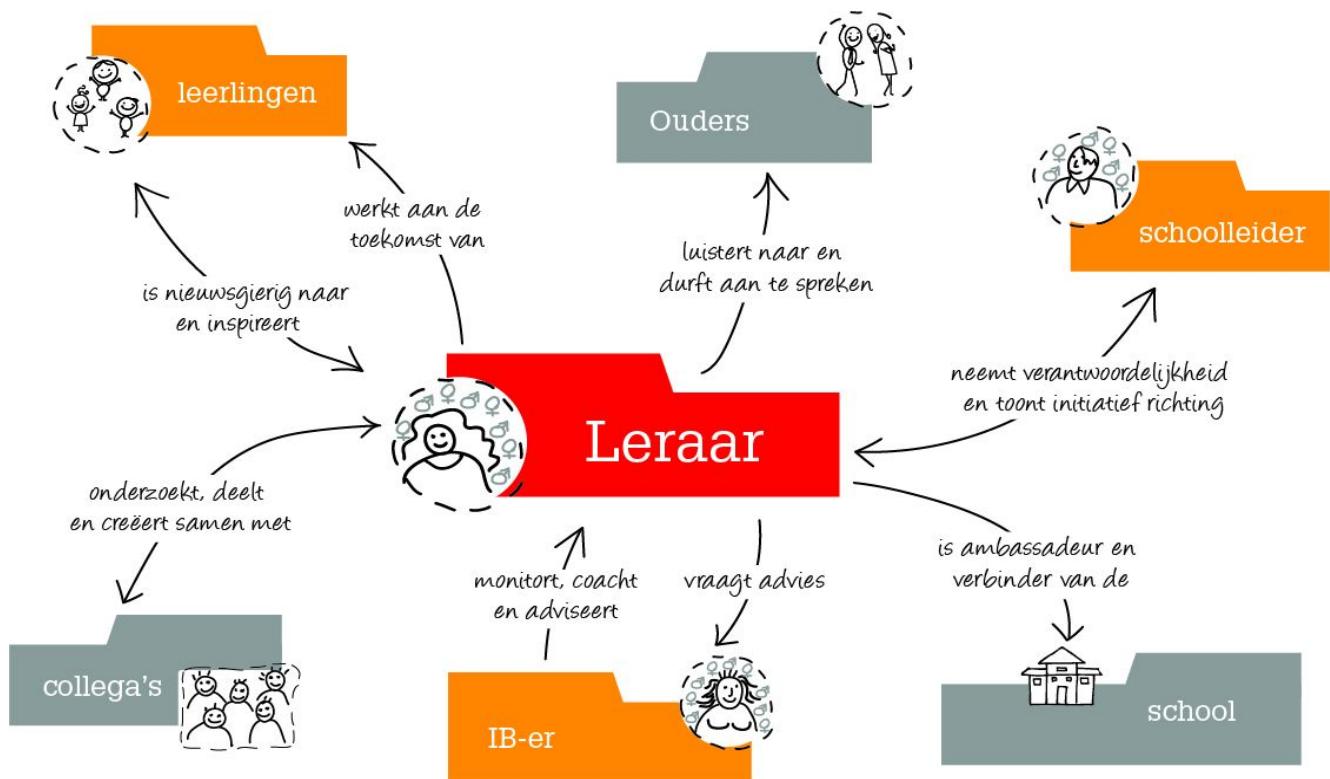 leerlingen
Ouders
schoolleider
werkt aan de
toekomst van
luistert naar en
durft aan te spreken
is nieuwsgierig naar
en inspireert
neemt verantwoordelijkheid
en toont initiatief richting
Leraar
onderzoekt, deelt
en creëert samen met
monitort, coacht
en adviseert
vraagt advies
is ambassadeur en
verbinder van de
collega's
IB-er
school